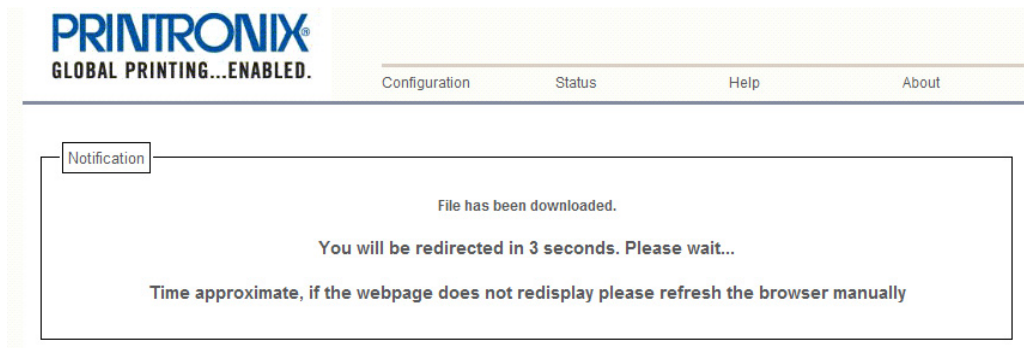 PRINTRONIX®
GLOBAL PRINTING...ENABLED.
Configuration Status Help About
Notification
File has been downloaded.
You will be redirected in 3 seconds. Please wait...
Time approximate, if the webpage does not redisplay please refresh the browser manually